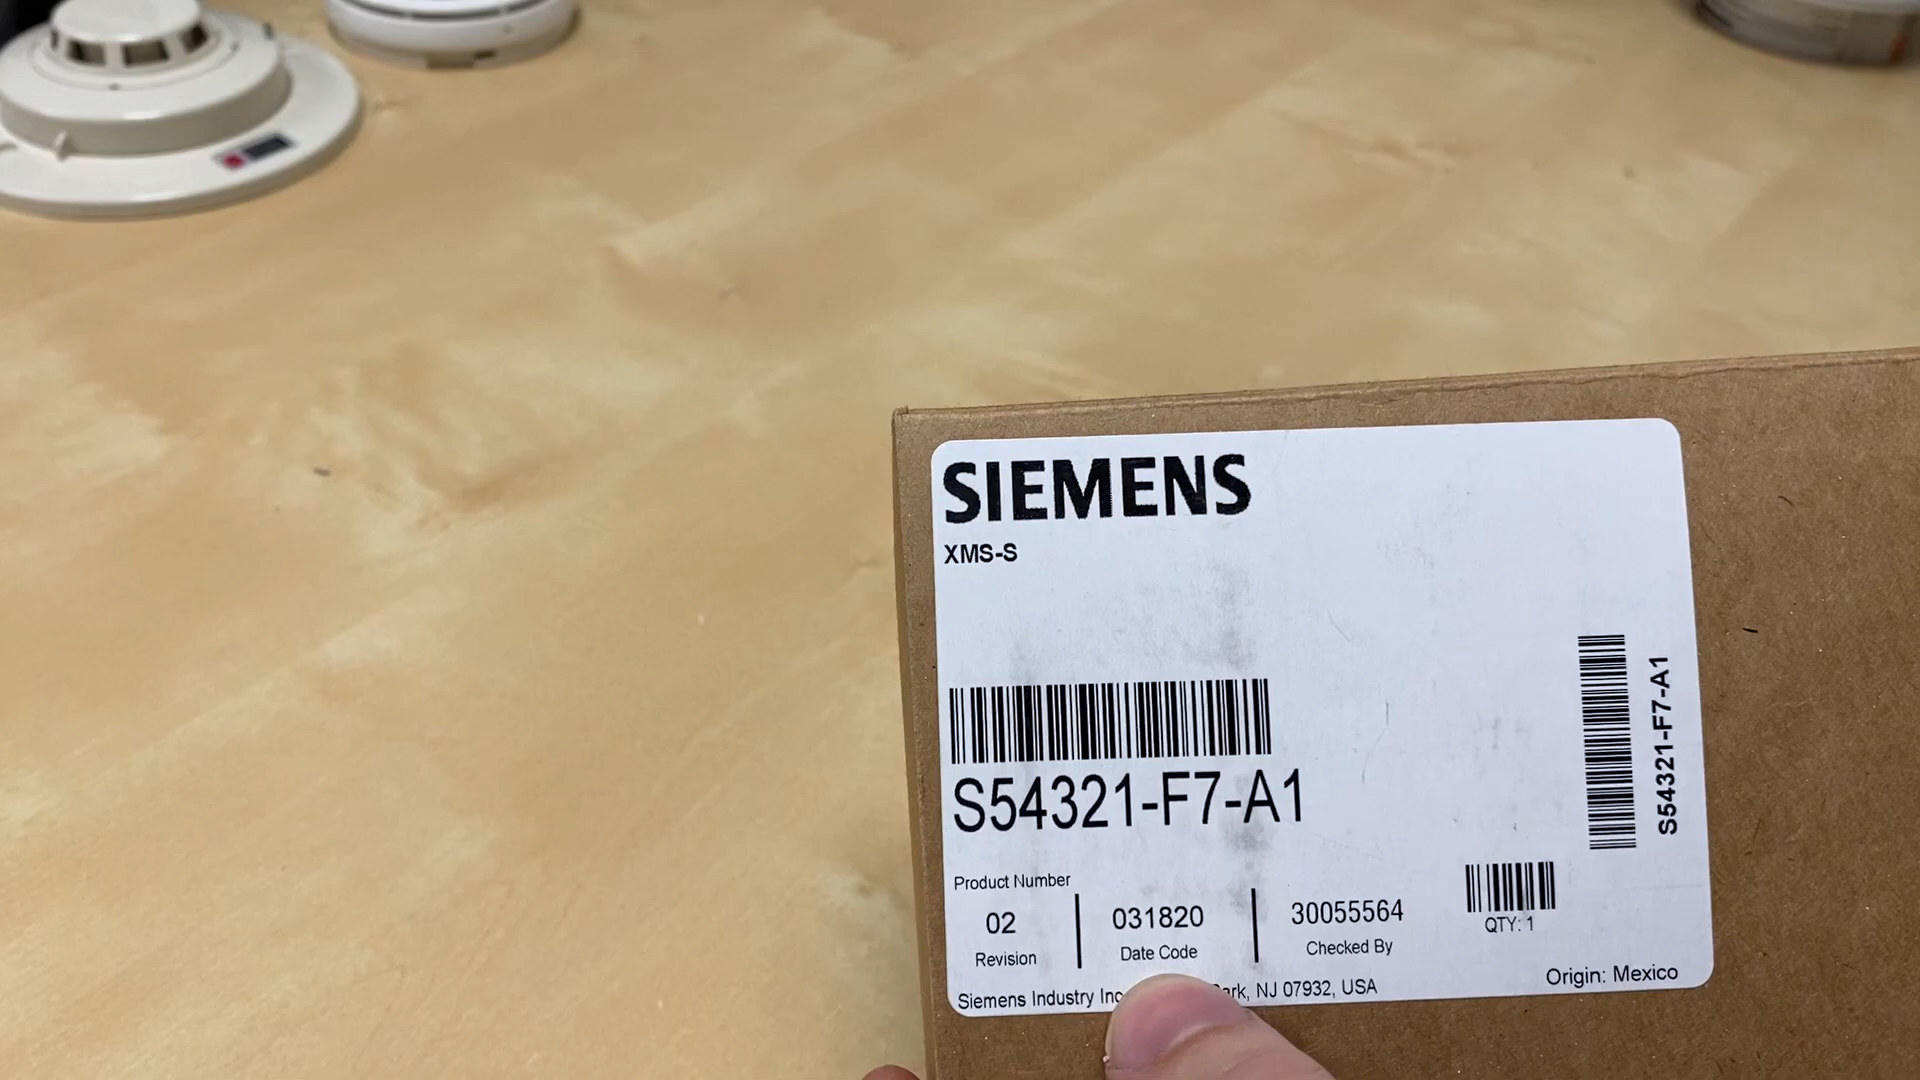 SIEMENS
XMS-S
S54321-F7-A1
S54321-F7-A1
Product Number
02
Revision
031820
Date Code
30055564
Checked By
QTY: 1
Siemens Industry Inc NJ 07932, USA
Origin: Mexico